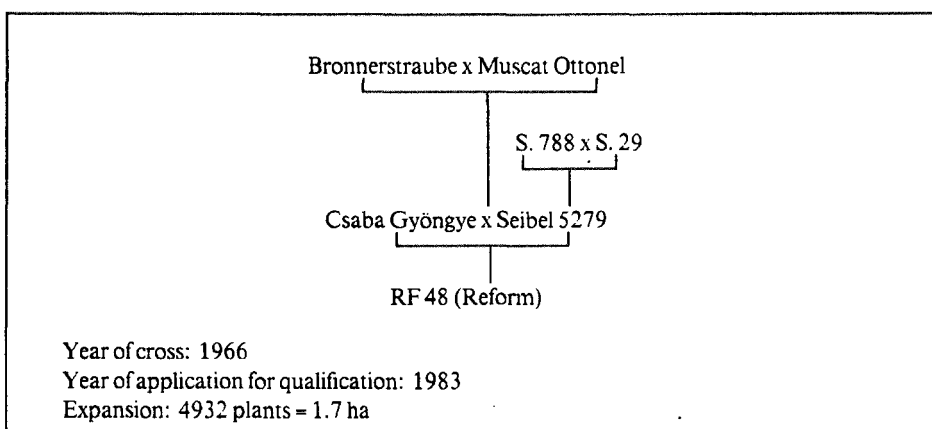 Bronnerstraube x Muscat Ottonel
S. 788 x S. 29
Csaba Gyöngye x Seibel 5279
RF 48 (Reform)
Year of cross: 1966
Year of application for qualification: 1983
Expansion: 4932 plants = 1.7 ha